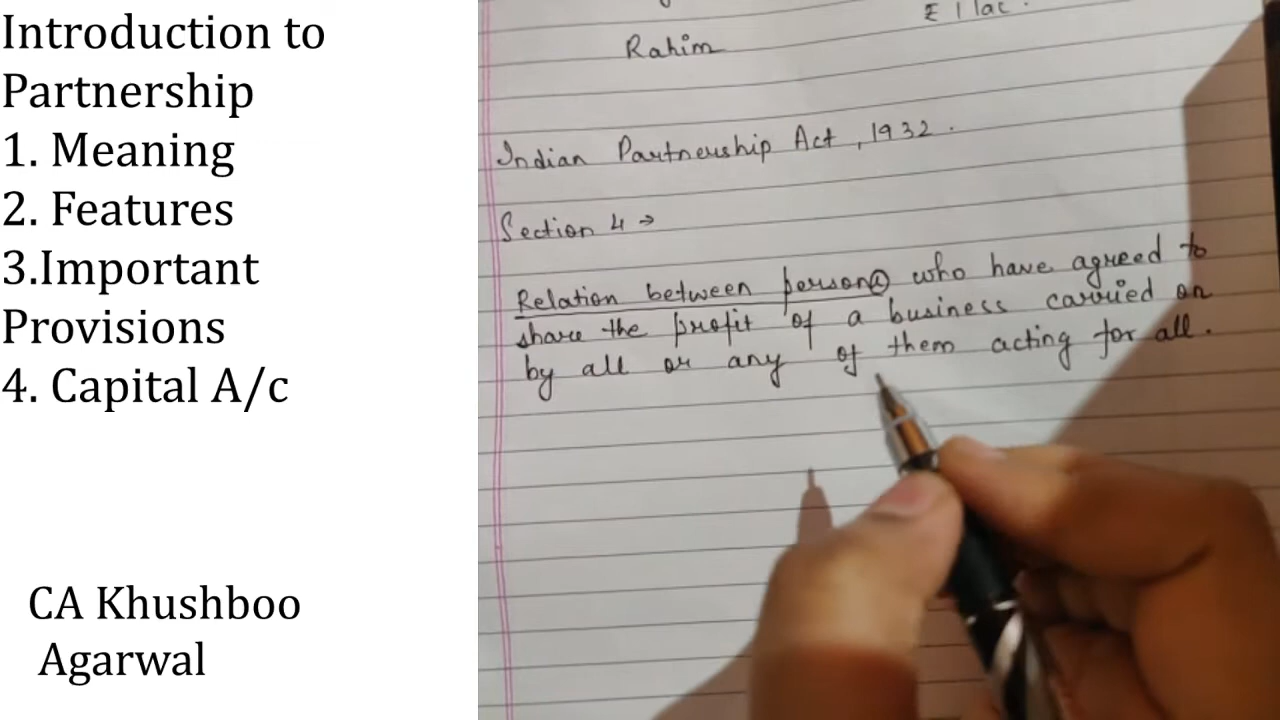 Introduction to
Partnership
1. Meaning
2. Features
3.Important
Provisions
4. Capital A/c
CA Khushboo
Agarwal
₹ 1 lac.
Rahim
Indian Partnership Act, 1932.
Section 4 →
Relation between persons who have agreed to
share the profit of a business carried on
by all or any of them acting for all.